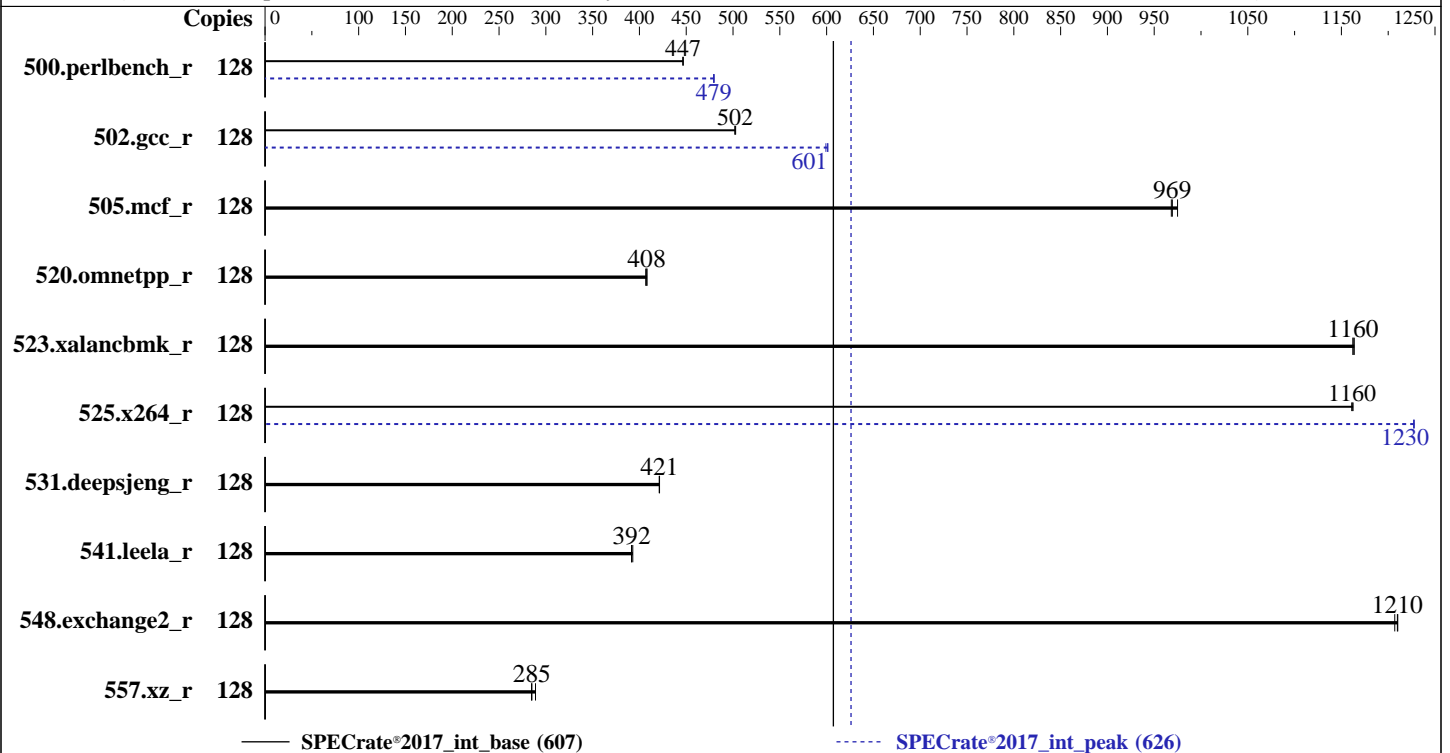 Copies 0 100 150 200 250 300 350 400 450 500 550 600 650 700 750 800 850 900 950 1050 1150 1250
500.perlbench_r 128 447
479
502.gcc_r 128 502
601
505.mcf_r 128 969
520.omnetpp_r 128 408
523.xalancbmk_r 128 1160
525.x264_r 128 1160
1230
531.deepsjeng_r 128 421
541.leela_r 128 392
548.exchange2_r 128 1210
557.xz_r 128 285
SPECrate®2017_int_base (607) SPECrate®2017_int_peak (626)